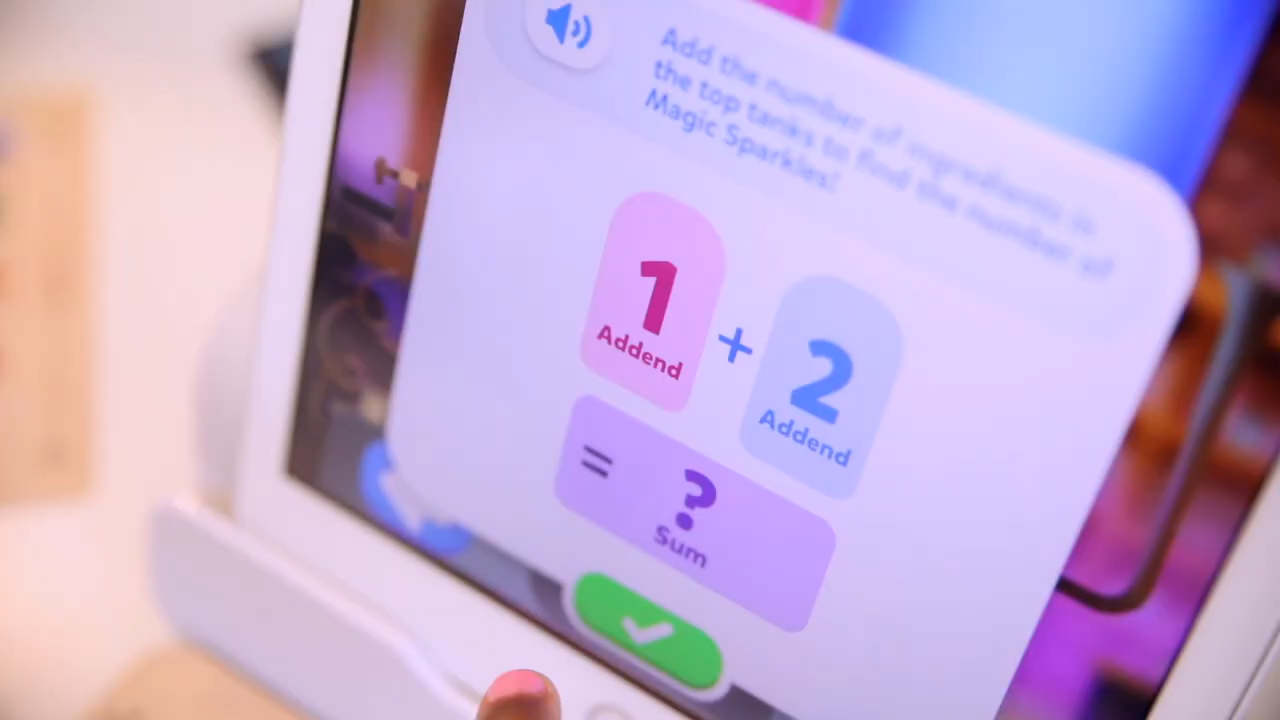 Add the number of ingredients in
the top tanks to find the number of
Magic Sparkles!
1
Addend
+
2
Addend
= ?
Sum